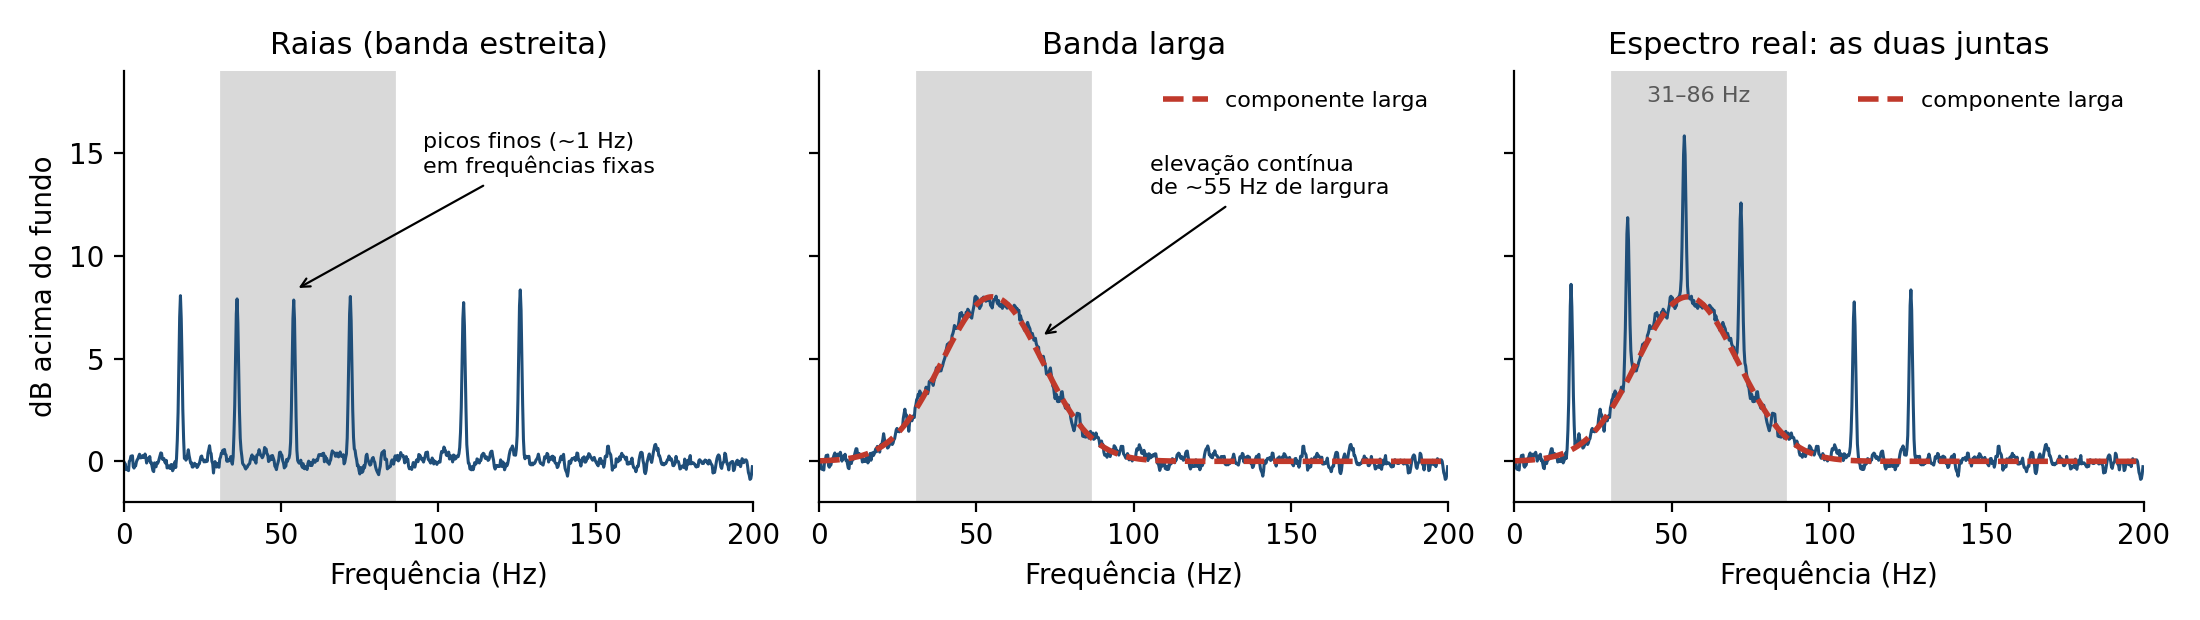 Raias (banda estreita)
dB acima do fundo
15
10
5
0
picos finos (~1 Hz)
em frequências fixas
0
50
100
150
200
Frequência (Hz)
Banda larga
componente larga
elevação contínua
de ~55 Hz de largura
0
50
100
150
200
Frequência (Hz)
Espectro real: as duas juntas
31–86 Hz
componente larga
0
50
100
150
200
Frequência (Hz)